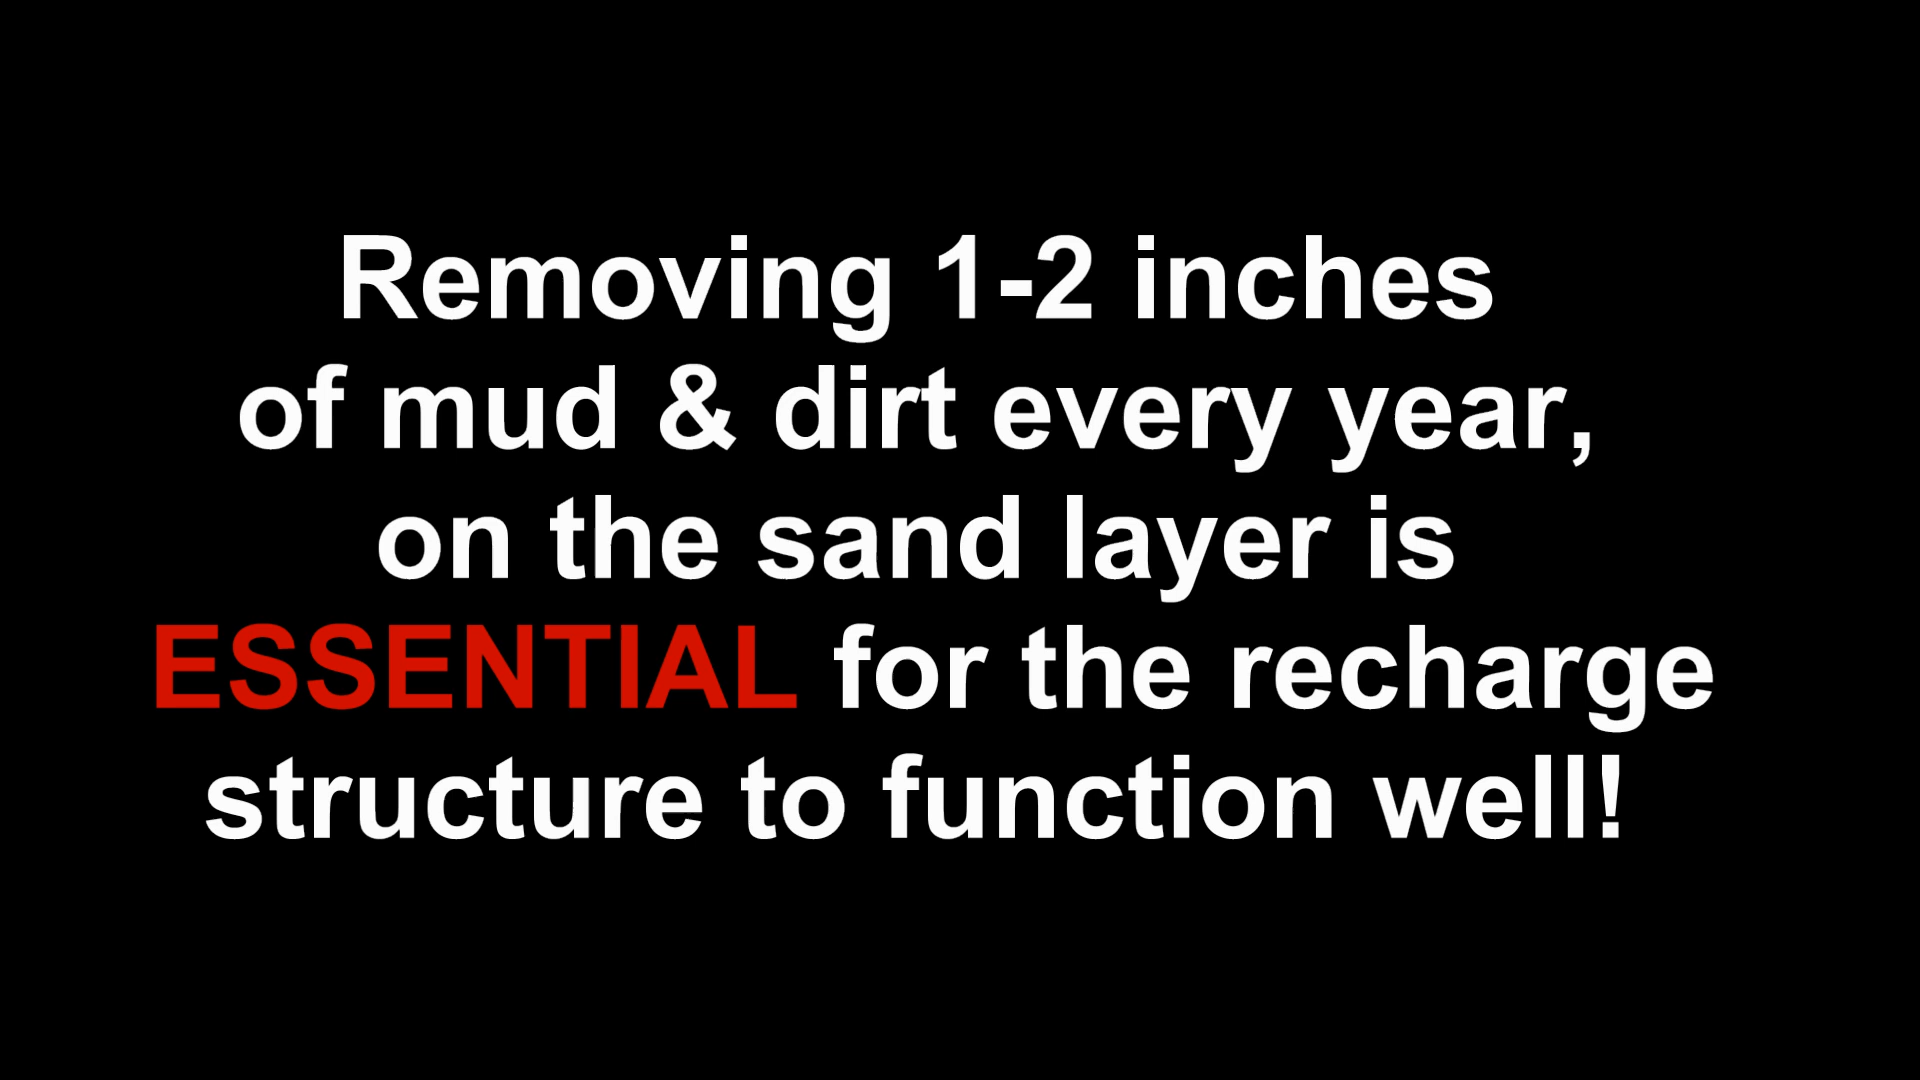 Removing 1-2 inches
of mud & dirt every year,
on the sand layer is
ESSENTIAL for the recharge
structure to function well!